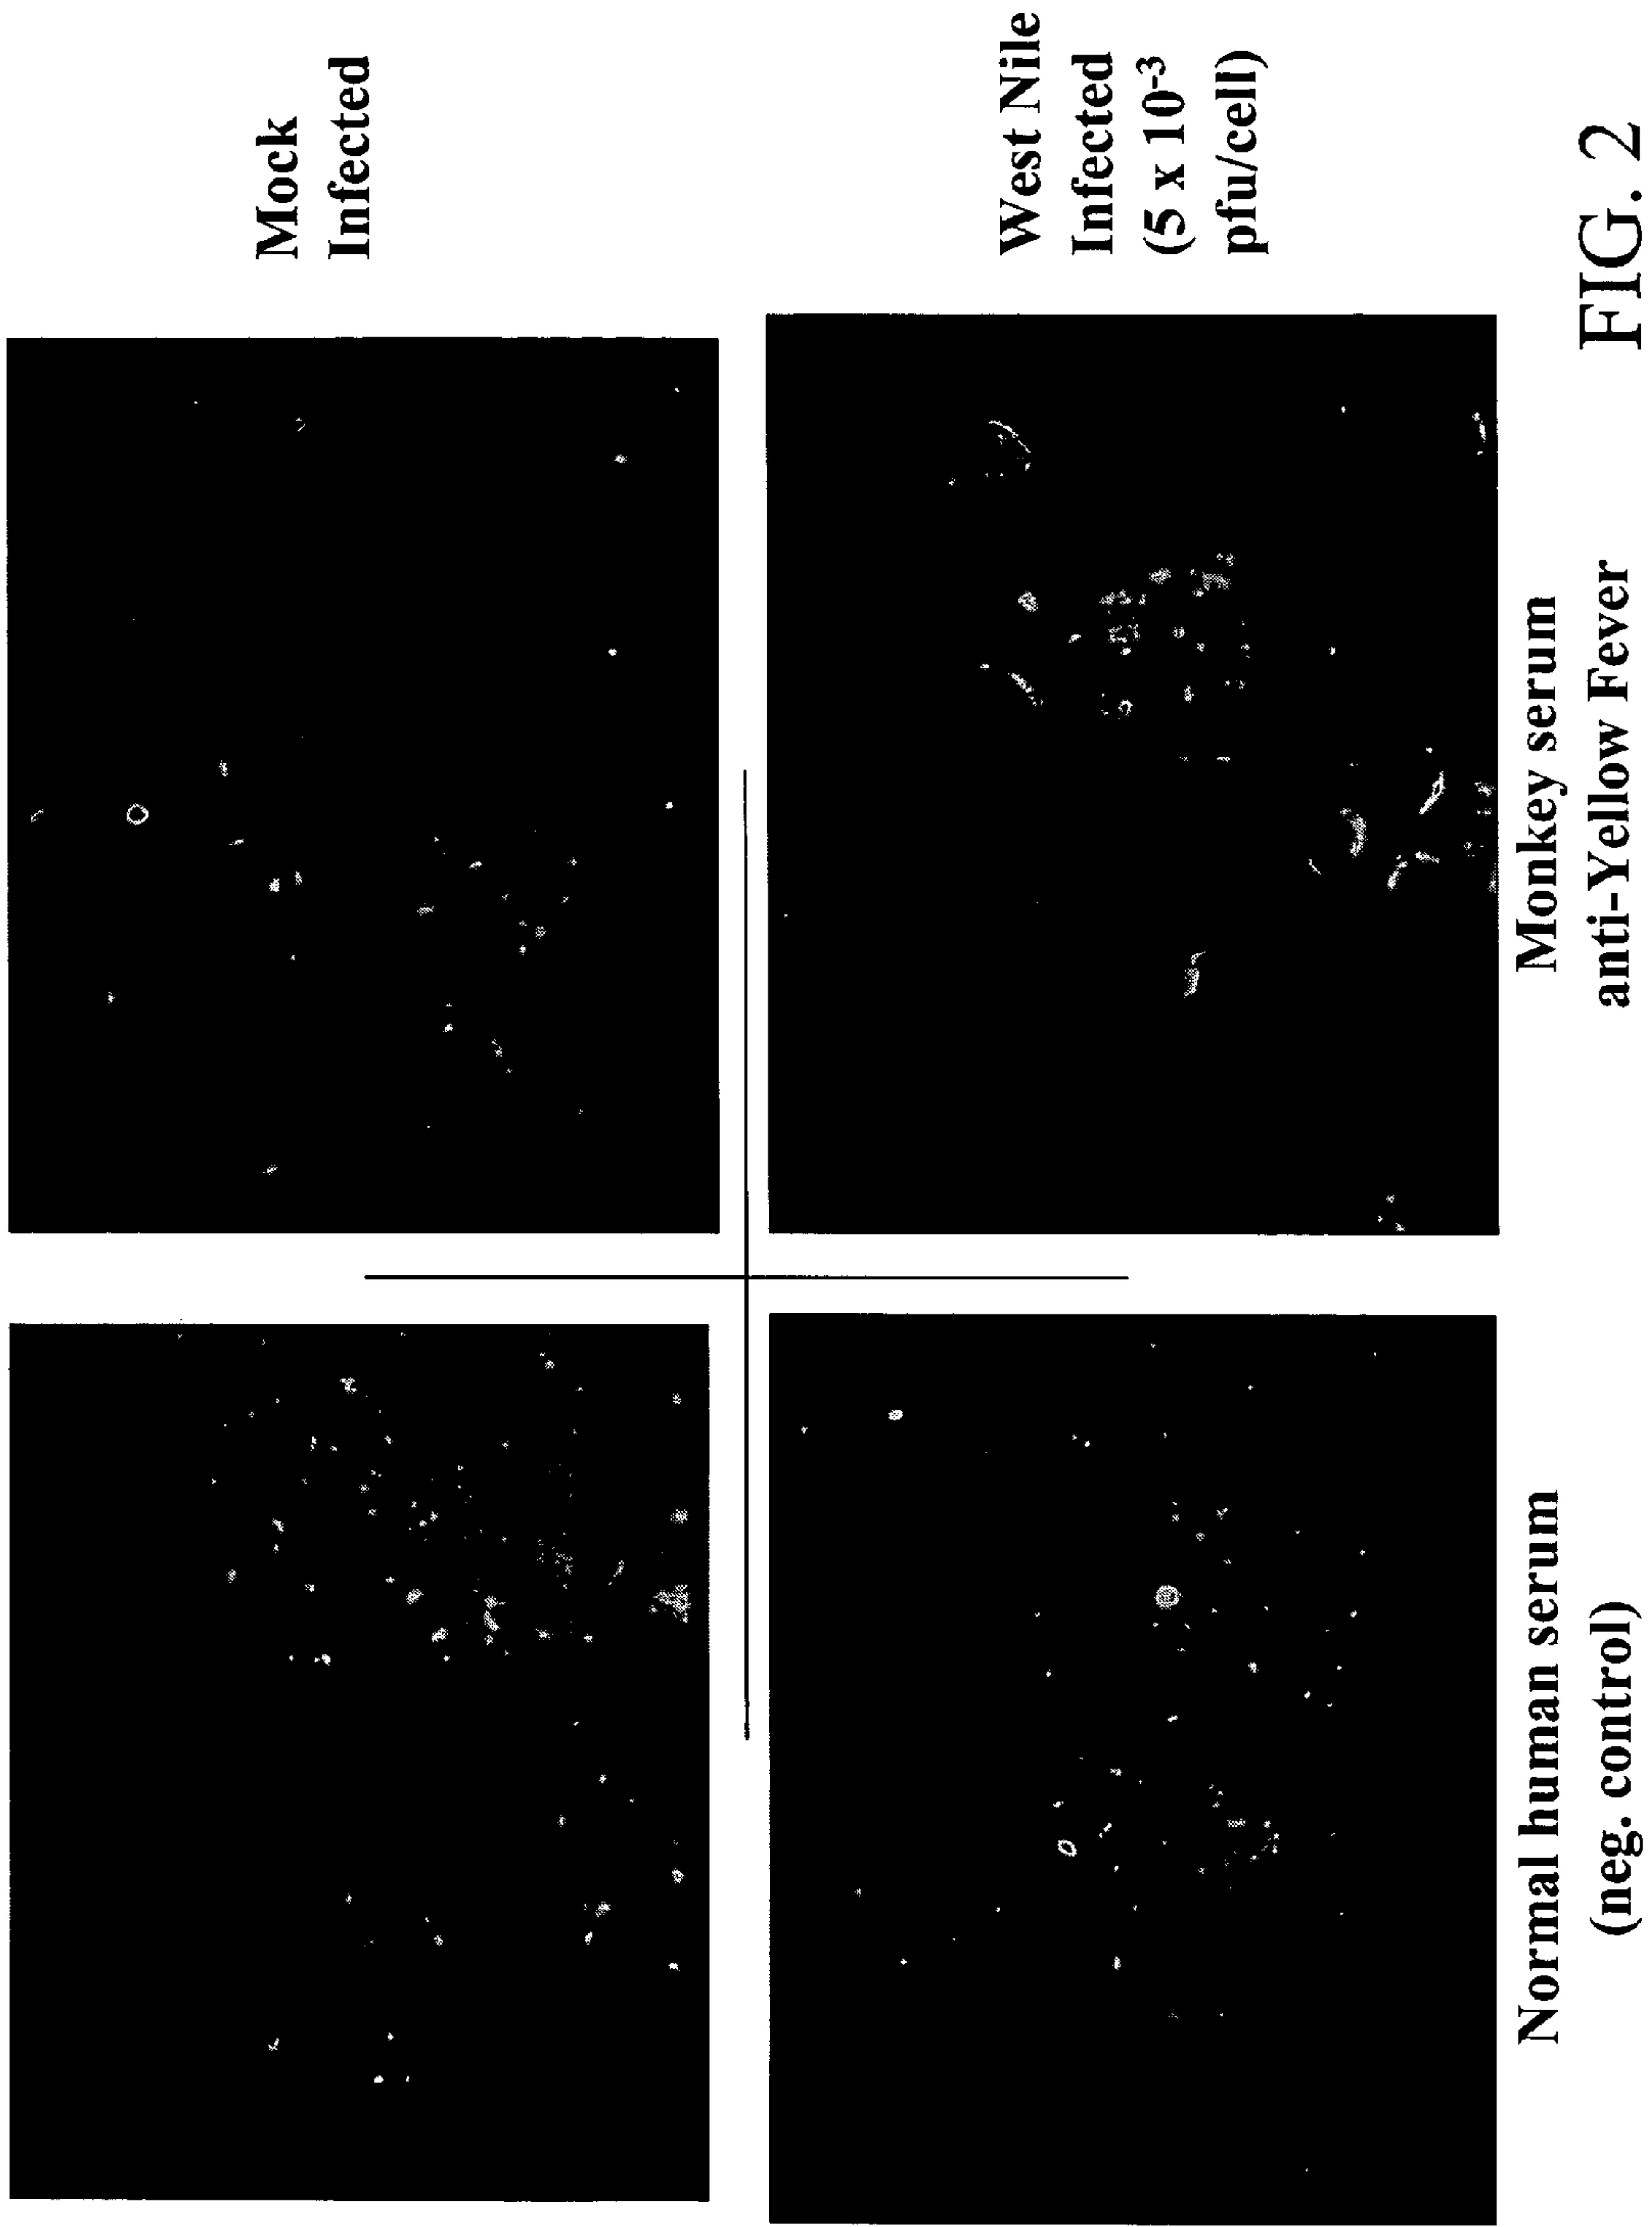 Mock
Infected
West Nile
Infected
(5 x 10⁻³
pfu/cell)
Normal human serum
(neg. control)
Monkey serum
anti-Yellow Fever
FIG. 2